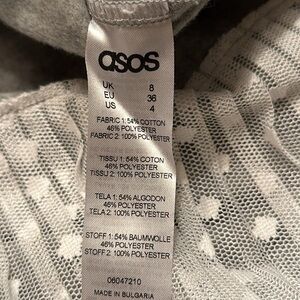 asos
UK 8
EU 36
US 4
FABRIC 1: 54% COTTON
46% POLYESTER
FABRIC 2: 100% POLYESTER
TISSU 1: 54% COTON
46% POLYESTER
TISSU 2: 100% POLYESTER
TELA 1: 54% ALGODON
46% POLYESTER
TELA 2: 100% POLYESTER
STOFF 1: 54% BAUMWOLLE
46% POLYESTER
STOFF 2: 100% POLYESTER
06047210
MADE IN BULGARIA